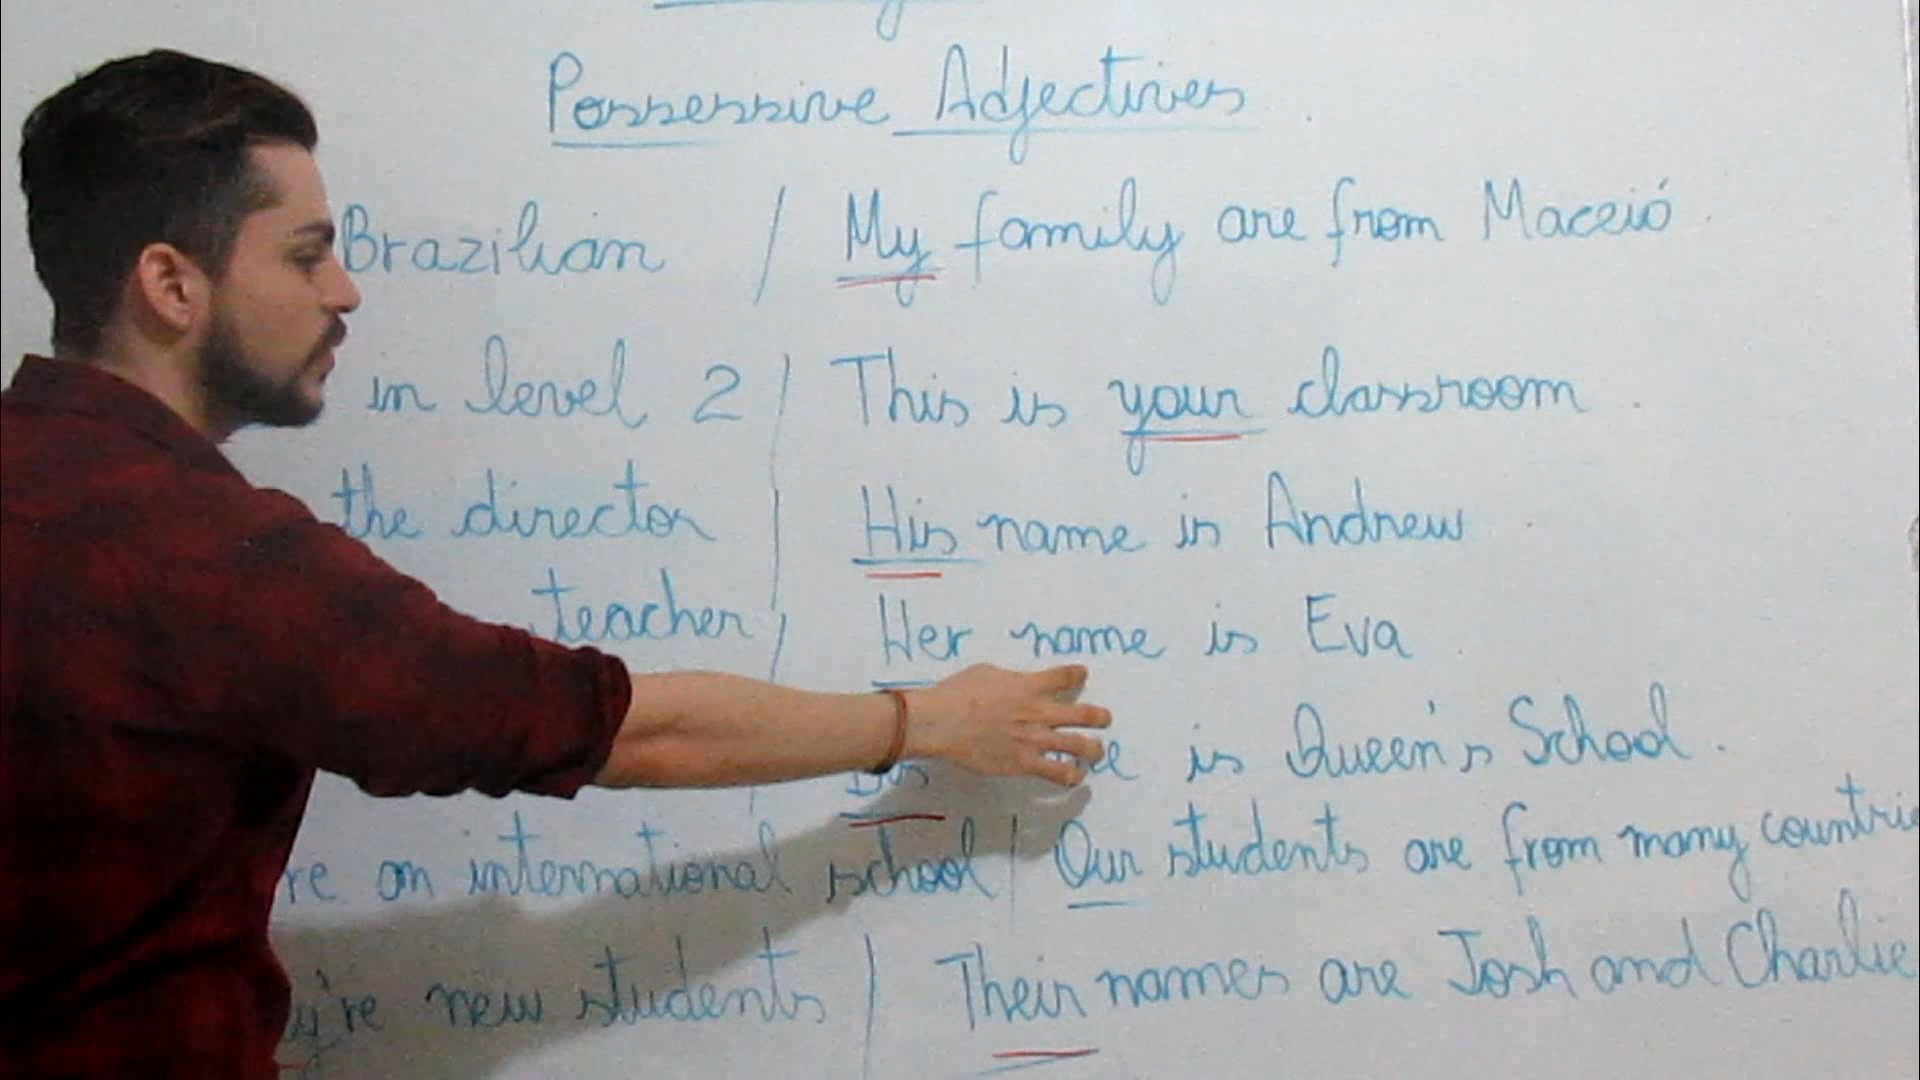 Possessive Adjectives
Brazilian / My family are from Maceió
in level 2 / This is your classroom
the director / His name is Andrew
teacher / Her name is Eva
Its is Queen's School.
're an international school / Our students are from many
y're new students / Their names are Josh and Charlie